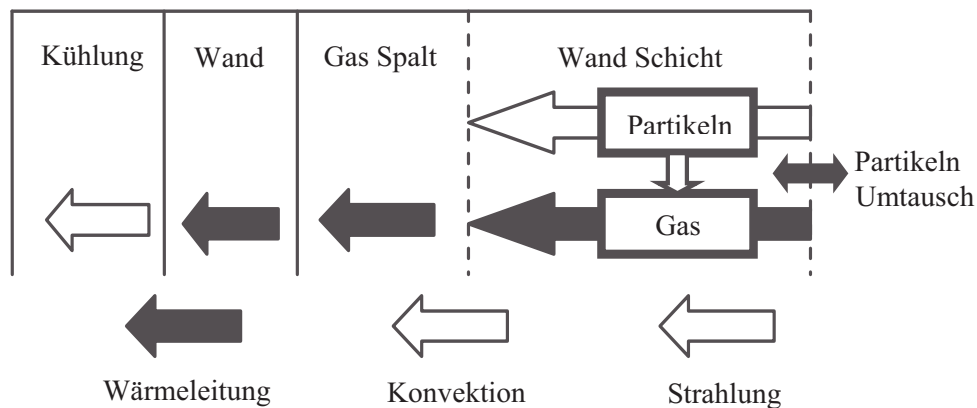 Kühlung
Wand
Gas Spalt
Wand Schicht
Partikeln
Partikeln
Umtausch
Gas
Wärmeleitung
Konvektion
Strahlung